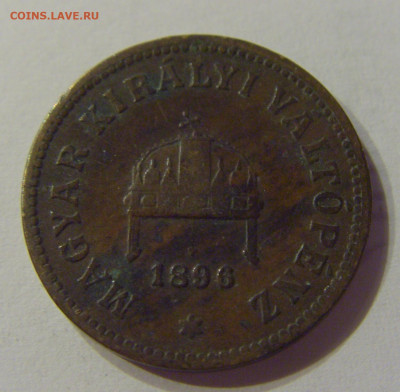 COINS.LAVE.RU
MAGYAR KIRÁLYI VÁLTÓPÉNZ
1896